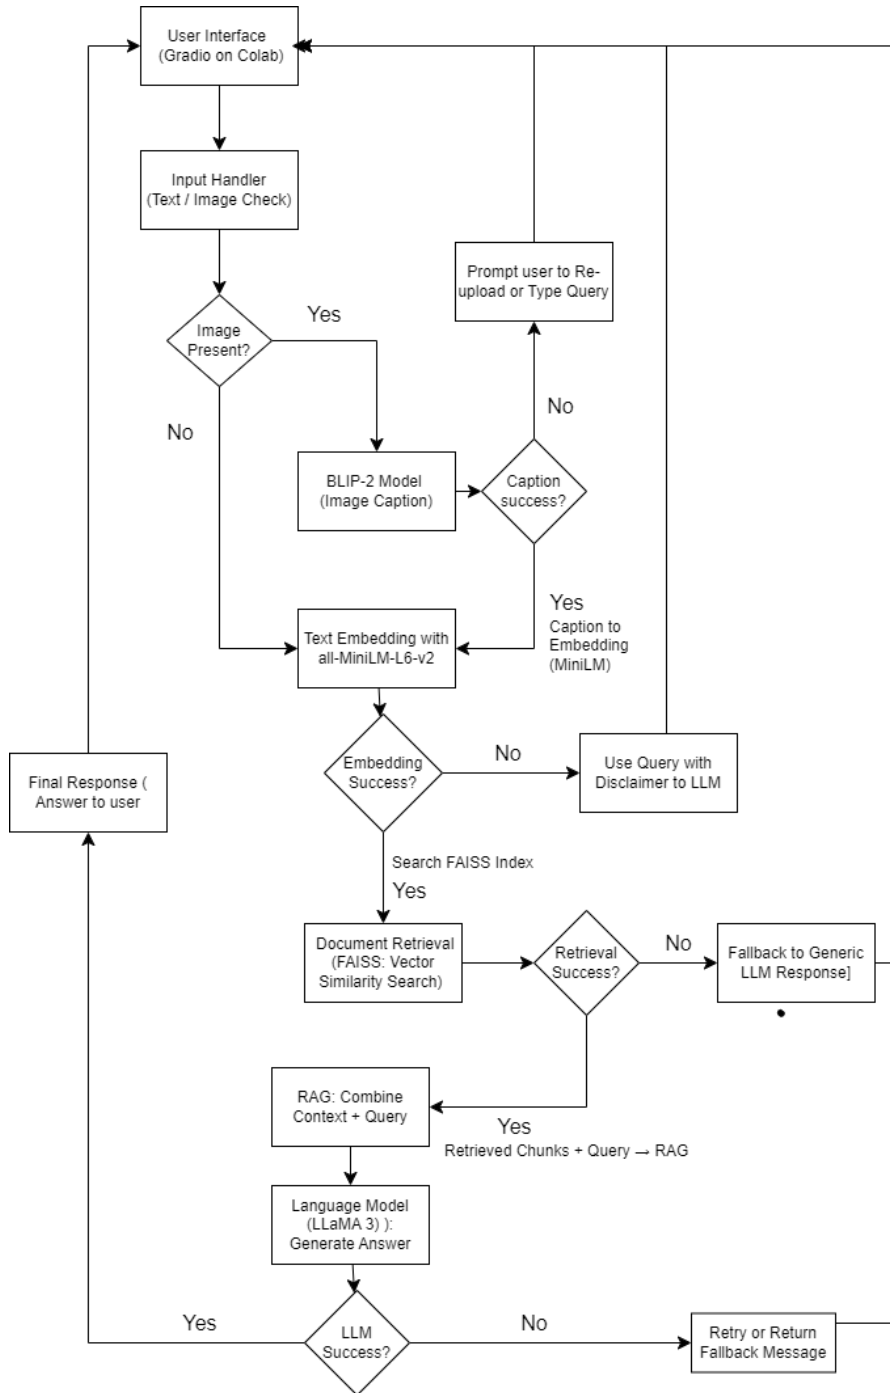 User Interface
(Gradio on Colab)
Input Handler
(Text / Image Check)
Prompt user to Re-
upload or Type Query
Yes
Image
Present?
No
No
BLIP-2 Model
(Image Caption)
Caption
success?
Yes
Caption to
Embedding
(MiniLM)
Text Embedding with
all-MiniLM-L6-v2
Embedding
Success?
No
Use Query with
Disclaimer to LLM
Final Response (
Answer to user
Search FAISS Index
Yes
Document Retrieval
(FAISS: Vector
Similarity Search)
Retrieval
Success?
No
Fallback to Generic
LLM Response]
RAG: Combine
Context + Query
Yes
Retrieved Chunks + Query → RAG
Language Model
(LLaMA 3) ):
Generate Answer
Yes
LLM
Success?
No
Retry or Return
Fallback Message